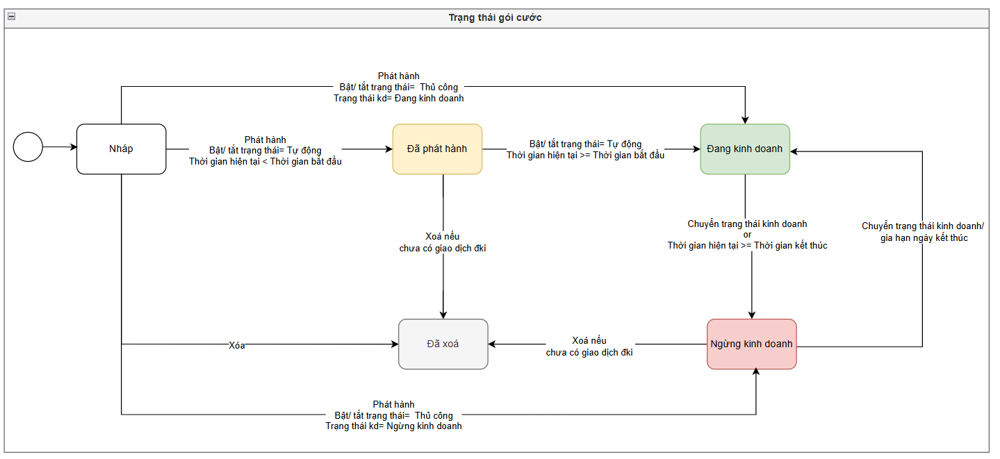 Trạng thái gói cước
Phát hành
Bật/ tắt trạng thái=  Thủ công
Trạng thái kd= Đang kinh doanh
Nháp
Phát hành
Bật/ tắt trạng thái= Tự động
Thời gian hiện tại < Thời gian bắt đầu
Đã phát hành
Bật/ tắt trạng thái= Tự động
Thời gian hiện tại >= Thời gian bắt đầu
Đang kinh doanh
Xoá nếu
chưa có giao dịch đki
Chuyển trạng thái kinh doanh
or
Thời gian hiện tại >= Thời gian kết thúc
Chuyển trạng thái kinh doanh/
gia hạn ngày kết thúc
Xóa
Đã xoá
Xoá nếu
chưa có giao dịch đki
Ngừng kinh doanh
Phát hành
Bật/ tắt trạng thái=  Thủ công
Trạng thái kd= Ngừng kinh doanh